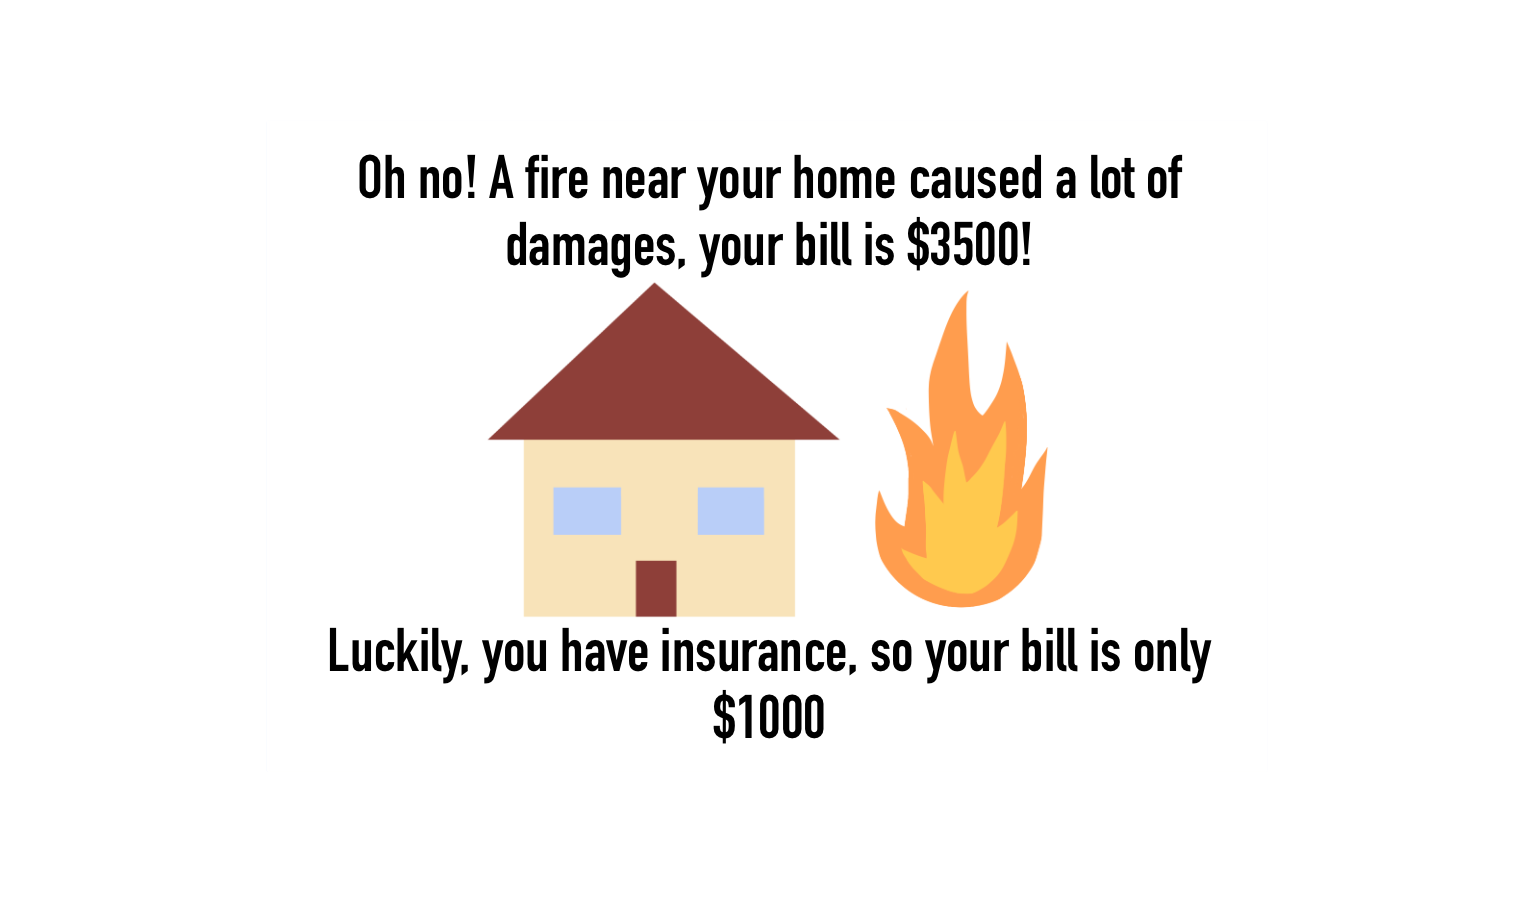 Oh no! A fire near your home caused a lot of
damages, your bill is $3500!
Luckily, you have insurance, so your bill is only
$1000